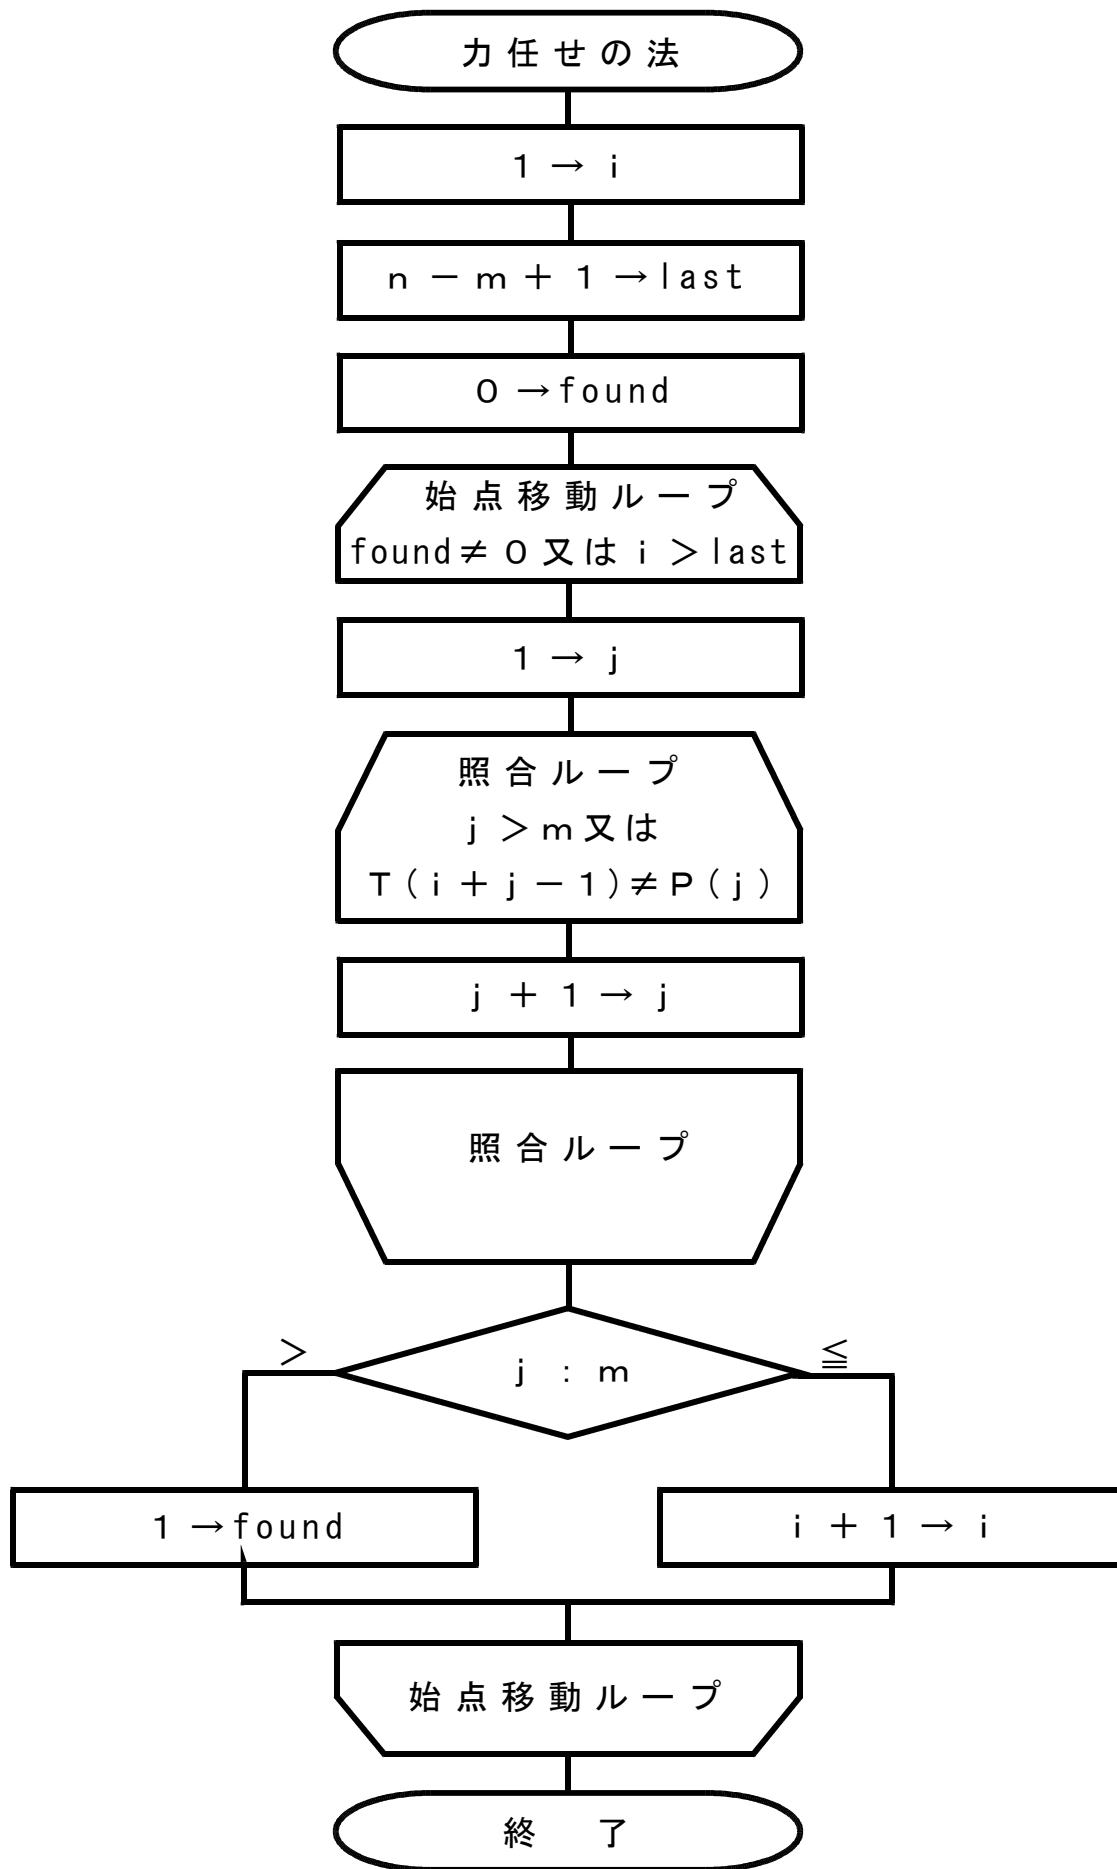 力任せの法
1 → i
n − m + 1 → last
0 → found
始点移動ループ
found ≠ 0 又は i > last
1 → j
照合ループ
j > m 又は
T ( i + j − 1 ) ≠ P ( j )
j + 1 → j
照合ループ
j : m
> ≦
1 → found i + 1 → i
始点移動ループ
終 了